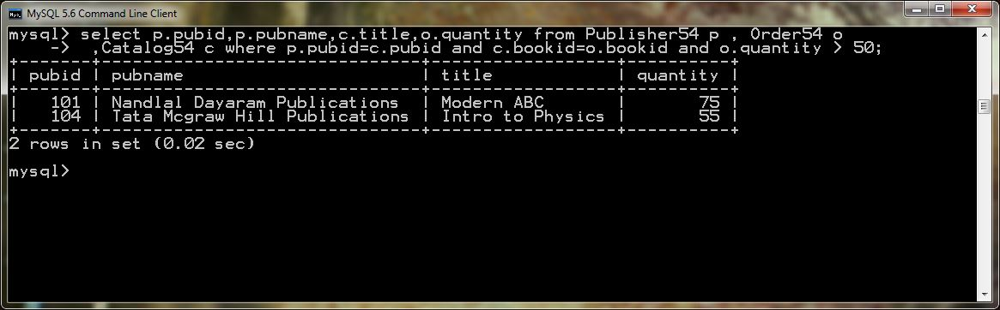 MySQL 5.6 Command Line Client
mysql> select p.pubid,p.pubname,c.title,o.quantity from Publisher54 p , Order54 o
    -> ,Catalog54 c where p.pubid=c.pubid and c.bookid=o.bookid and o.quantity > 50;
+-------+-----------------------------+------------------+----------+
| pubid | pubname                     | title            | quantity |
+-------+-----------------------------+------------------+----------+
|   101 | Nandlal Dayaram Publications | Modern ABC       |       75 |
|   104 | Tata Mcgraw Hill Publications | Intro to Physics |       55 |
+-------+-----------------------------+------------------+----------+
2 rows in set (0.02 sec)
mysql>